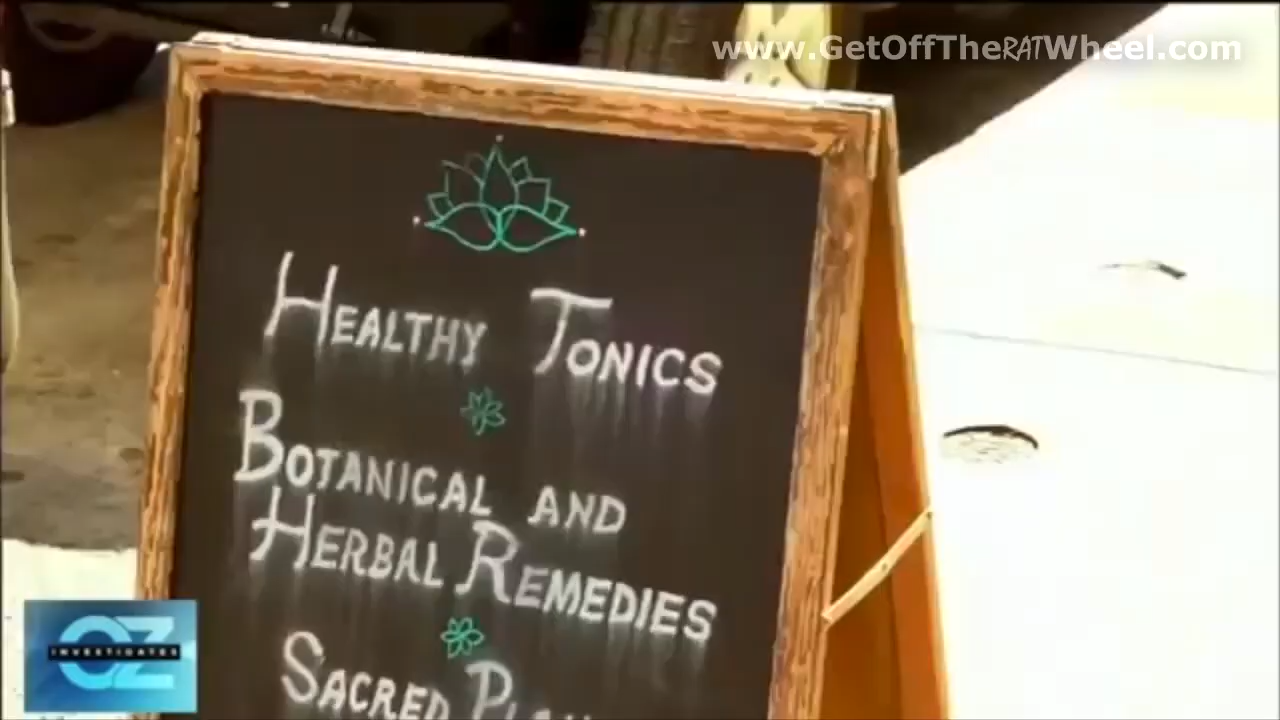 www.GetOffTheRATWheel.com
HEALTHY TONICS
BOTANICAL AND
HERBAL REMEDIES
SACRED
OZ
INVESTIGATES